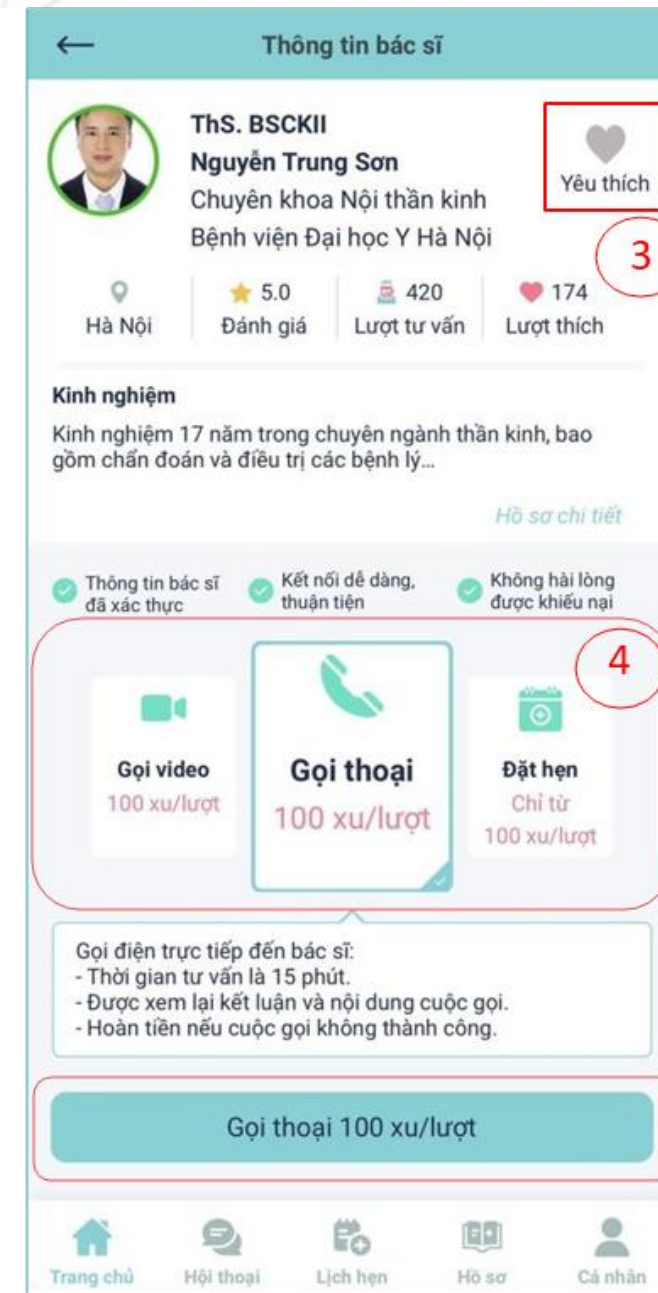 Thông tin bác sĩ
ThS. BSCKII
Nguyễn Trung Sơn
Chuyên khoa Nội thần kinh
Bệnh viện Đại học Y Hà Nội
Yêu thích
3
Hà Nội
5.0
Đánh giá
420
Lượt tư vấn
174
Lượt thích
Kinh nghiệm
Kinh nghiệm 17 năm trong chuyên ngành thần kinh, bao
gồm chẩn đoán và điều trị các bệnh lý...
Hồ sơ chi tiết
Thông tin bác sĩ
đã xác thực
Kết nối dễ dàng,
thuận tiện
Không hài lòng
được khiếu nại
4
Gọi video
100 xu/lượt
Gọi thoại
100 xu/lượt
Đặt hẹn
Chỉ từ
100 xu/lượt
Gọi điện trực tiếp đến bác sĩ:
- Thời gian tư vấn là 15 phút.
- Được xem lại kết luận và nội dung cuộc gọi.
- Hoàn tiền nếu cuộc gọi không thành công.
Gọi thoại 100 xu/lượt
Trang chủ
Hội thoại
Lịch hẹn
Hồ sơ
Cá nhân